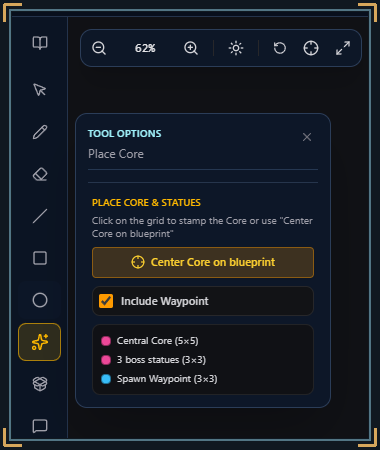 62%
TOOL OPTIONS
Place Core
PLACE CORE & STATUES
Click on the grid to stamp the Core or use "Center
Core on blueprint"
Center Core on blueprint
Include Waypoint
Central Core (5×5)
3 boss statues (3×3)
Spawn Waypoint (3×3)